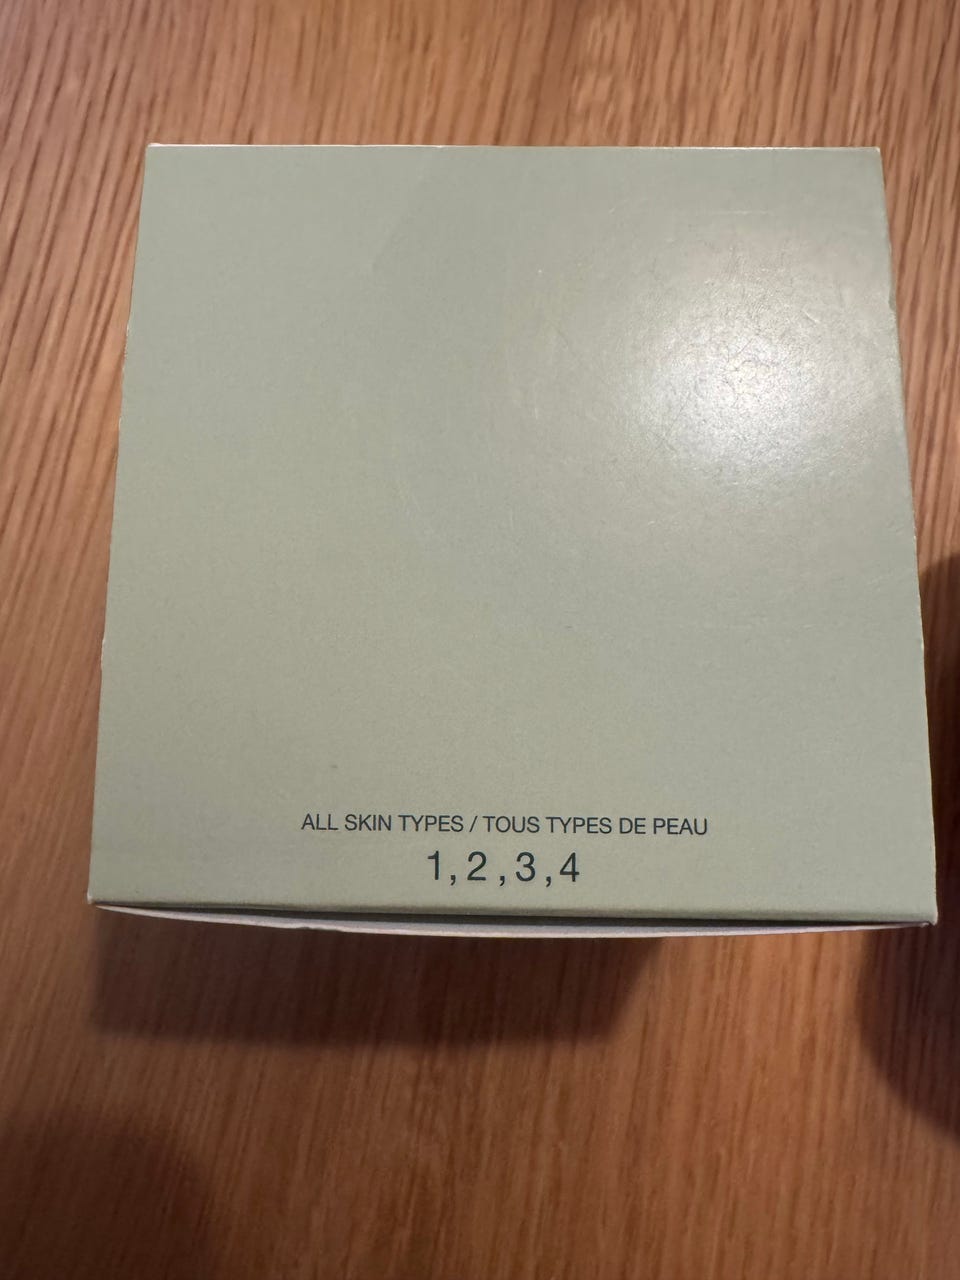 ALL SKIN TYPES / TOUS TYPES DE PEAU
1,2,3,4